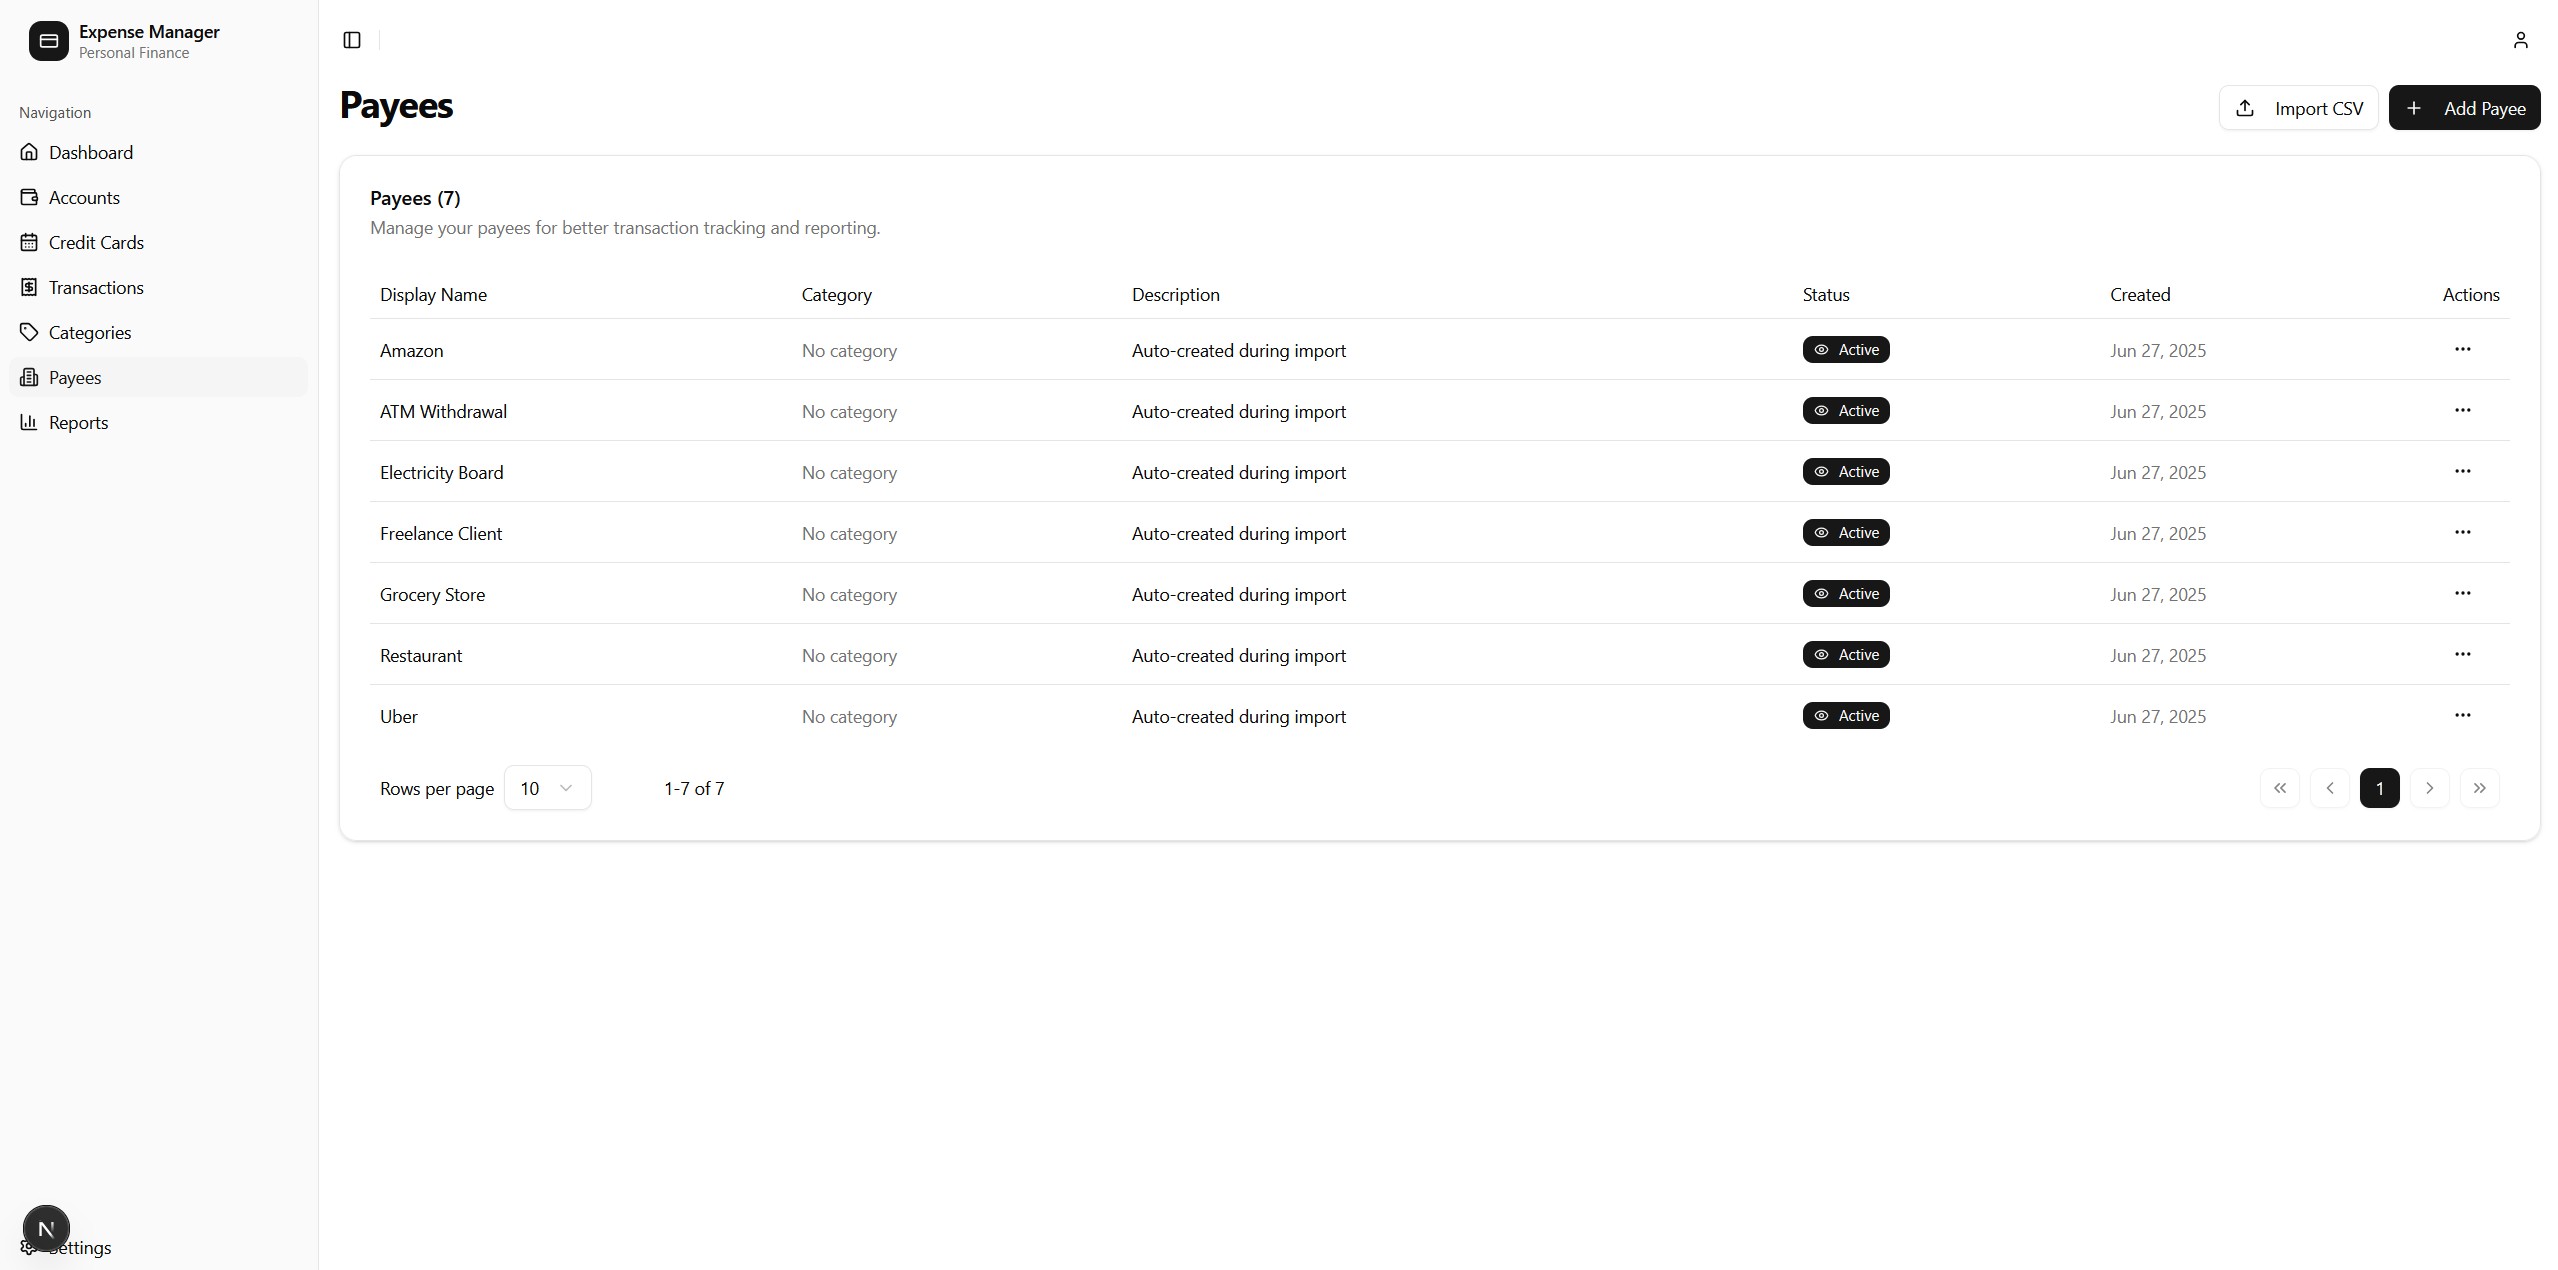 Expense Manager
Personal Finance
Navigation
Dashboard
Accounts
Credit Cards
Transactions
Categories
Payees
Reports
N
Settings
Payees
Import CSV
Add Payee
Payees (7)
Manage your payees for better transaction tracking and reporting.
Display Name Category Description Status Created Actions
Amazon No category Auto-created during import Active Jun 27, 2025
ATM Withdrawal No category Auto-created during import Active Jun 27, 2025
Electricity Board No category Auto-created during import Active Jun 27, 2025
Freelance Client No category Auto-created during import Active Jun 27, 2025
Grocery Store No category Auto-created during import Active Jun 27, 2025
Restaurant No category Auto-created during import Active Jun 27, 2025
Uber No category Auto-created during import Active Jun 27, 2025
Rows per page 10 1-7 of 7 1